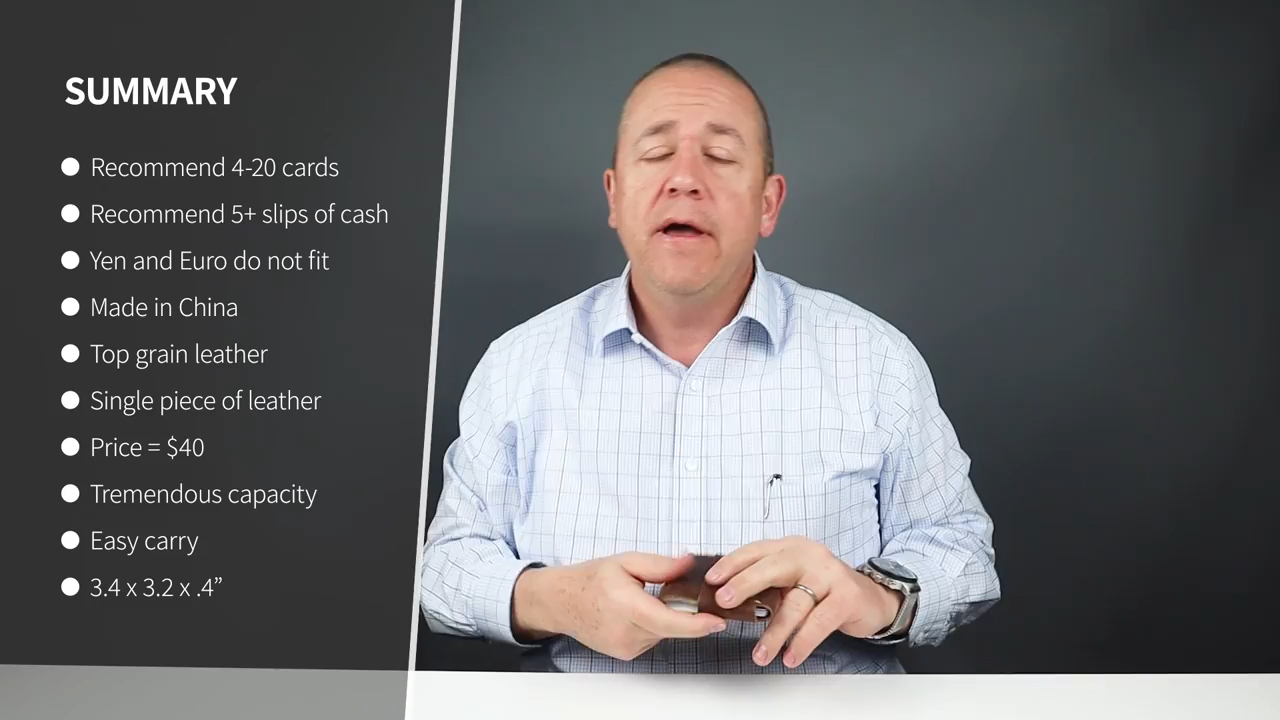 SUMMARY
Recommend 4-20 cards
Recommend 5+ slips of cash
Yen and Euro do not fit
Made in China
Top grain leather
Single piece of leather
Price = $40
Tremendous capacity
Easy carry
3.4 x 3.2 x .4”